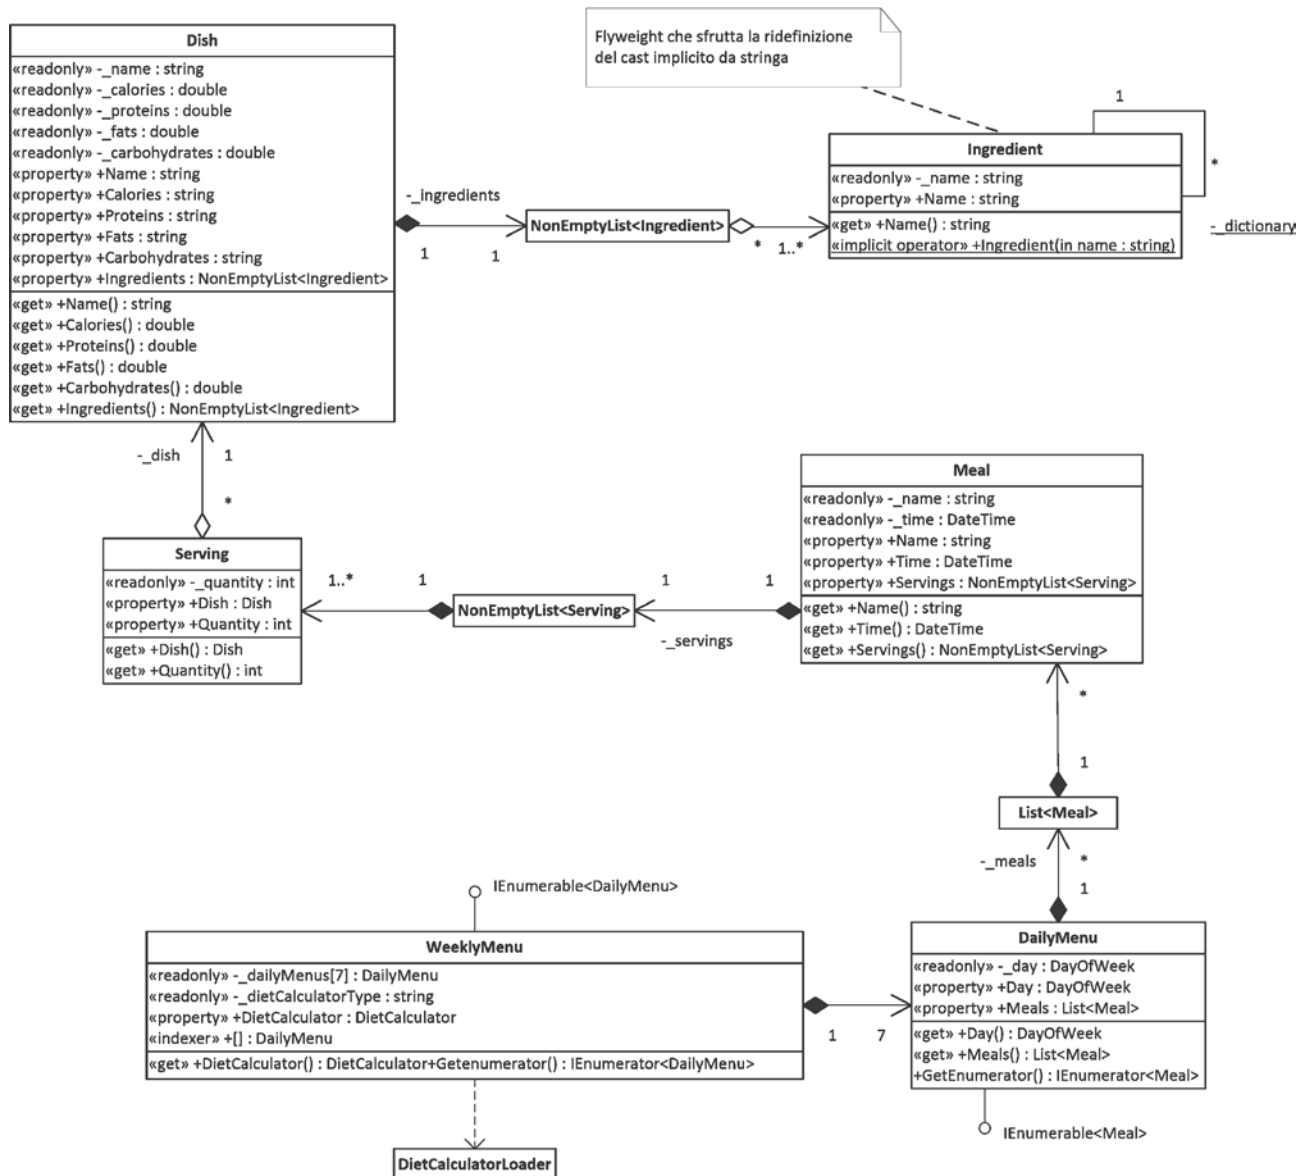 Dish
«readonly» -_name : string
«readonly» -_calories : double
«readonly» -_proteins : double
«readonly» -_fats : double
«readonly» -_carbohydrates : double
«property» +Name : string
«property» +Calories : string
«property» +Proteins : string
«property» +Fats : string
«property» +Carbohydrates : string
«property» +Ingredients : NonEmptyList<Ingredient>
«get» +Name() : string
«get» +Calories() : double
«get» +Proteins() : double
«get» +Fats() : double
«get» +Carbohydrates() : double
«get» +Ingredients() : NonEmptyList<Ingredient>
-_ingredients
1
1
NonEmptyList<Ingredient>
*
1..*
Flyweight che sfrutta la ridefinizione
del cast implicito da stringa
Ingredient
«readonly» -_name : string
«property» +Name : string
«get» +Name() : string
«implicit operator» +Ingredient(in name : string)
1
*
-_dictionary
-_dish
1
*
Serving
«readonly» -_quantity : int
«property» +Dish : Dish
«property» +Quantity : int
«get» +Dish() : Dish
«get» +Quantity() : int
1..*
1
NonEmptyList<Serving>
1
1
-_servings
Meal
«readonly» -_name : string
«readonly» -_time : DateTime
«property» +Name : string
«property» +Time : DateTime
«property» +Servings : NonEmptyList<Serving>
«get» +Name() : string
«get» +Time() : DateTime
«get» +Servings() : NonEmptyList<Serving>
*
1
List<Meal>
-_meals
*
1
IEnumerable<DailyMenu>
WeeklyMenu
«readonly» -_dailyMenus[7] : DailyMenu
«readonly» -_dietCalculatorType : string
«property» +DietCalculator : DietCalculator
«indexer» +[] : DailyMenu
«get» +DietCalculator() : DietCalculator+Getenumerator() : IEnumerator<DailyMenu>
1
7
DailyMenu
«readonly» -_day : DayOfWeek
«property» +Day : DayOfWeek
«property» +Meals : List<Meal>
«get» +Day() : DayOfWeek
«get» +Meals() : List<Meal>
+GetEnumerator() : IEnumerator<Meal>
IEnumerable<Meal>
DietCalculatorLoader